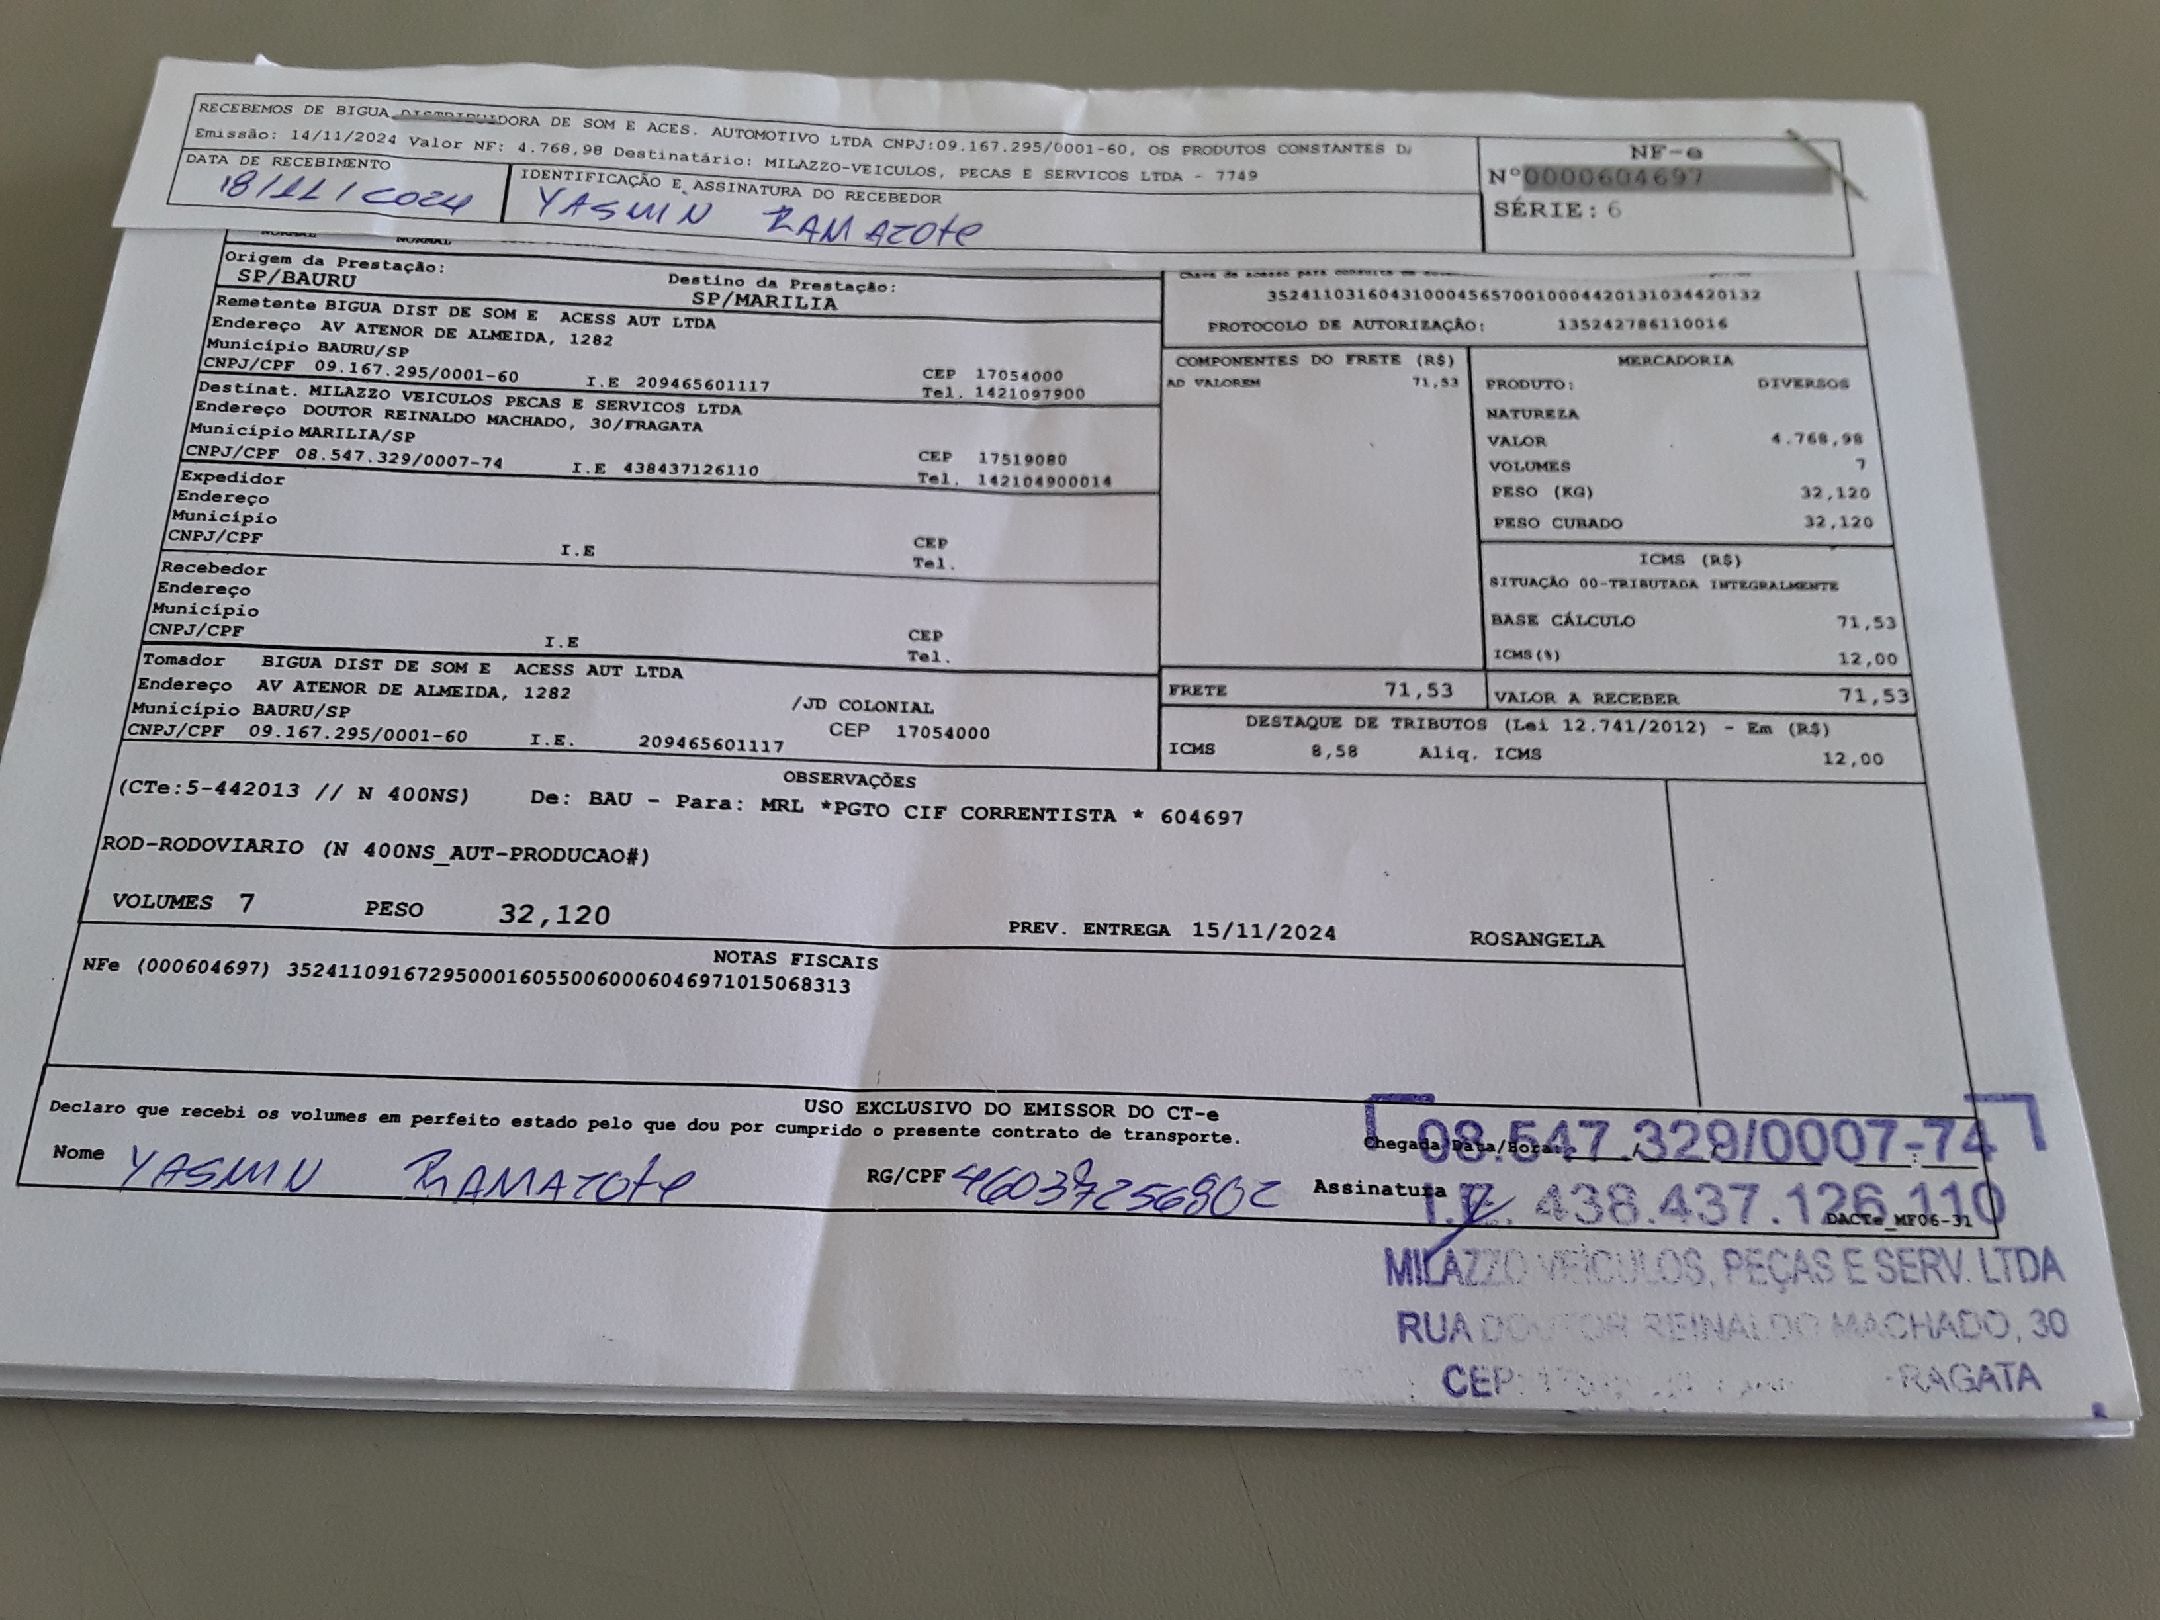 RECEBEMOS DE BIGUA DISTRIBUIDORA DE SOM E ACES. AUTOMOTIVO LTDA CNPJ:09.167.295/0001-60, OS PRODUTOS CONSTANTES D
Emissão: 14/11/2024 Valor NF: 4.768,98 Destinatário: MILAZZO-VEICULOS, PECAS E SERVICOS LTDA - 7749
DATA DE RECEBIMENTO
18/11/2024
IDENTIFICAÇÃO E ASSINATURA DO RECEBEDOR
YASMIN RAMAZOTE
NF-e
Nº0000604697
SÉRIE: 6
NORMAL NORMAL
Origem da Prestação:
SP/BAURU
Destino da Prestação:
SP/MARILIA
Remetente BIGUA DIST DE SOM E ACESS AUT LTDA
Endereço AV ATENOR DE ALMEIDA, 1282
Município BAURU/SP CEP 17054000
CNPJ/CPF 09.167.295/0001-60 I.E 209465601117 Tel. 1421097900
Destinat. MILAZZO VEICULOS PECAS E SERVICOS LTDA
Endereço DOUTOR REINALDO MACHADO, 30/FRAGATA
Município MARILIA/SP CEP 17519080
CNPJ/CPF 08.547.329/0007-74 I.E 438437126110 Tel. 142104900014
Expedidor
Endereço
Município CEP
CNPJ/CPF I.E Tel.
Recebedor
Endereço
Município CEP
CNPJ/CPF I.E Tel.
Tomador BIGUA DIST DE SOM E ACESS AUT LTDA
Endereço AV ATENOR DE ALMEIDA, 1282 /JD COLONIAL
Município BAURU/SP CEP 17054000
CNPJ/CPF 09.167.295/0001-60 I.E. 209465601117
Chave de acesso para consulta
35241103160431000456570010004420131034420132
PROTOCOLO DE AUTORIZAÇÃO: 135242786110016
COMPONENTES DO FRETE (R$)
AD VALOREM 71,53
MERCADORIA
PRODUTO: DIVERSOS
NATUREZA
VALOR 4.768,98
VOLUMES 7
PESO (KG) 32,120
PESO CUBADO 32,120
ICMS (R$)
SITUAÇÃO 00-TRIBUTADA INTEGRALMENTE
BASE CÁLCULO 71,53
ICMS(%) 12,00
FRETE 71,53
VALOR A RECEBER 71,53
DESTAQUE DE TRIBUTOS (Lei 12.741/2012) - Em (R$)
ICMS 8,58 Aliq. ICMS 12,00
OBSERVAÇÕES
(CTe:5-442013 // N 400NS) De: BAU - Para: MRL *PGTO CIF CORRENTISTA * 604697
ROD-RODOVIARIO (N 400NS_AUT-PRODUCAO#)
VOLUMES 7 PESO 32,120 PREV. ENTREGA 15/11/2024 ROSANGELA
NOTAS FISCAIS
NFe (000604697) 35241109167295000160550060006046971015068313
USO EXCLUSIVO DO EMISSOR DO CT-e
Declaro que recebi os volumes em perfeito estado pelo que dou por cumprido o presente contrato de transporte.
Chegada Data/Hora:
Nome YASMIN RAMAZOTE RG/CPF 46037256802 Assinatura
DACTe_MF06-31
08.547.329/0007-74
I.E. 438.437.126.110
MILAZZO VEÍCULOS, PEÇAS E SERV. LTDA
RUA DOUTOR REINALDO MACHADO, 30
CEP